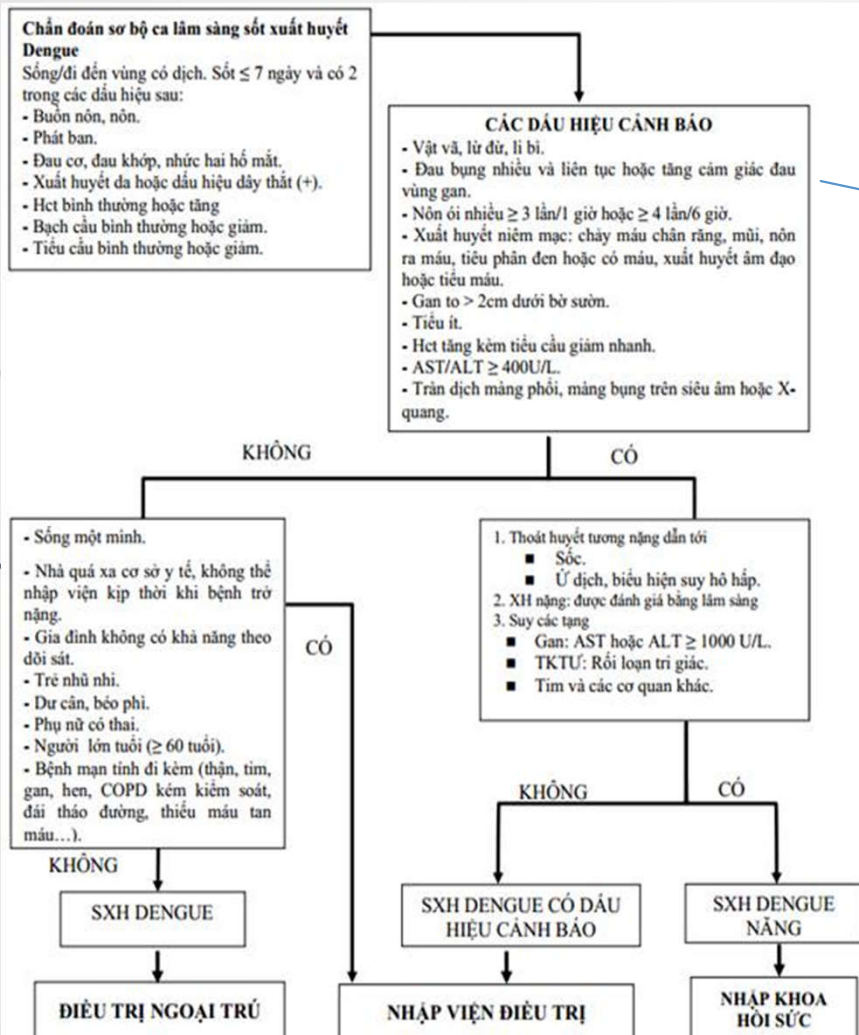 Chẩn đoán sơ bộ ca lâm sàng sốt xuất huyết
Dengue
Sống/đi đến vùng có dịch. Sốt ≤ 7 ngày và có 2
trong các dấu hiệu sau:
- Buồn nôn, nôn.
- Phát ban.
- Đau cơ, đau khớp, nhức hai hố mắt.
- Xuất huyết da hoặc dấu hiệu dây thắt (+).
- Hct bình thường hoặc tăng
- Bạch cầu bình thường hoặc giảm.
- Tiểu cầu bình thường hoặc giảm.
CÁC DẤU HIỆU CẢNH BÁO
- Vật vã, lừ đừ, li bì.
- Đau bụng nhiều và liên tục hoặc tăng cảm giác đau
vùng gan.
- Nôn ói nhiều ≥ 3 lần/1 giờ hoặc ≥ 4 lần/6 giờ.
- Xuất huyết niêm mạc: chảy máu chân răng, mũi, nôn
ra máu, tiêu phân đen hoặc có máu, xuất huyết âm đạo
hoặc tiểu máu.
- Gan to > 2cm dưới bờ sườn.
- Tiểu ít.
- Hct tăng kèm tiểu cầu giảm nhanh.
- AST/ALT ≥ 400U/L.
- Tràn dịch màng phổi, màng bụng trên siêu âm hoặc X-
quang.
KHÔNG
CÓ
- Sống một mình.
- Nhà quá xa cơ sở y tế, không thể
nhập viện kịp thời khi bệnh trở
nặng.
- Gia đình không có khả năng theo
dõi sát.
- Trẻ nhũ nhi.
- Dư cân, béo phì.
- Phụ nữ có thai.
- Người lớn tuổi (≥ 60 tuổi).
- Bệnh mạn tính đi kèm (thận, tim,
gan, hen, COPD kém kiểm soát,
đái tháo đường, thiếu máu tan
máu...).
CÓ
1. Thoát huyết tương nặng dẫn tới
■ Sốc.
■ Ứ dịch, biểu hiện suy hô hấp.
2. XH nặng: được đánh giá bằng lâm sàng
3. Suy các tạng
■ Gan: AST hoặc ALT ≥ 1000 U/L.
■ TKTƯ: Rối loạn tri giác.
■ Tim và các cơ quan khác.
KHÔNG
CÓ
KHÔNG
SXH DENGUE
SXH DENGUE CÓ DẤU
HIỆU CẢNH BÁO
SXH DENGUE
NẶNG
ĐIỀU TRỊ NGOẠI TRÚ
NHẬP VIỆN ĐIỀU TRỊ
NHẬP KHOA
HỒI SỨC